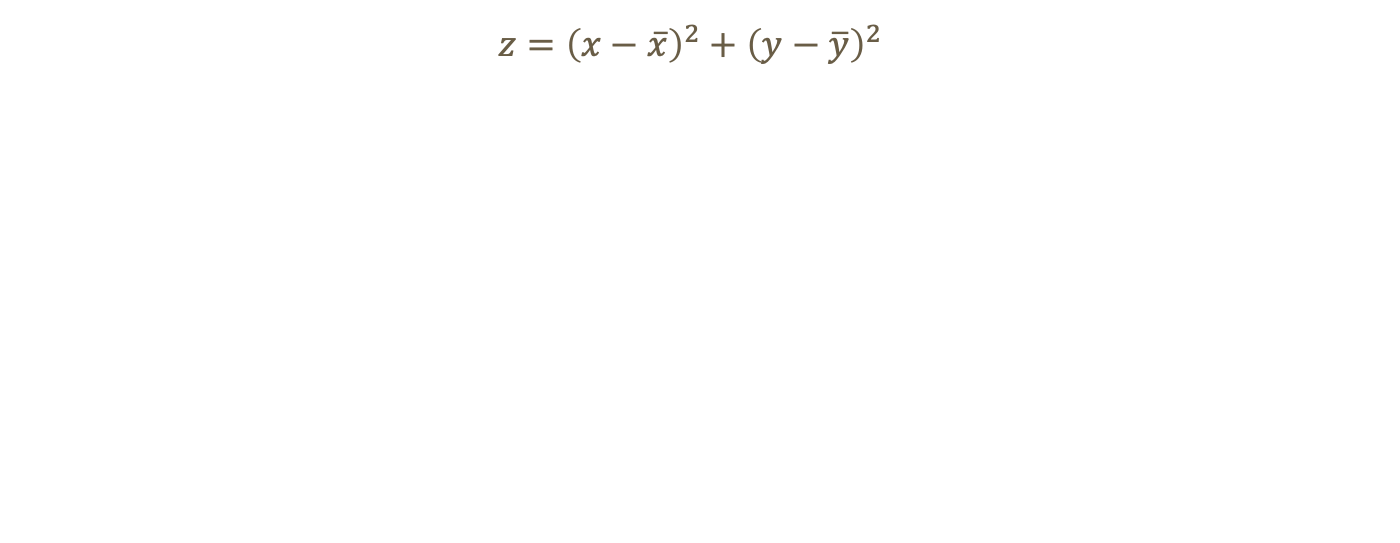 z = (x − x̄)² + (y − ȳ)²